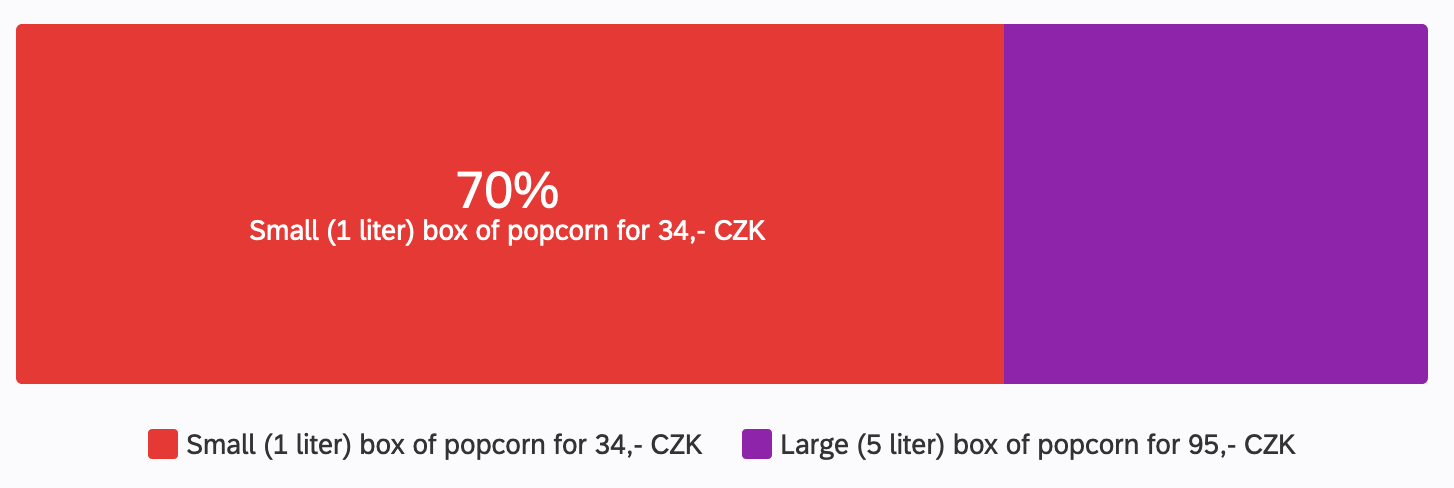 70%
Small (1 liter) box of popcorn for 34,- CZK
Small (1 liter) box of popcorn for 34,- CZK
Large (5 liter) box of popcorn for 95,- CZK